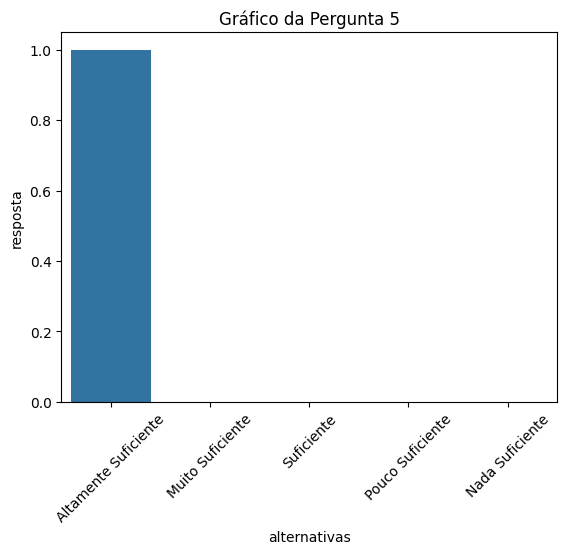 Gráfico da Pergunta 5
resposta
1.0
0.8
0.6
0.4
0.2
0.0
Altamente Suficiente
Muito Suficiente
Suficiente
Pouco Suficiente
Nada Suficiente
alternativas